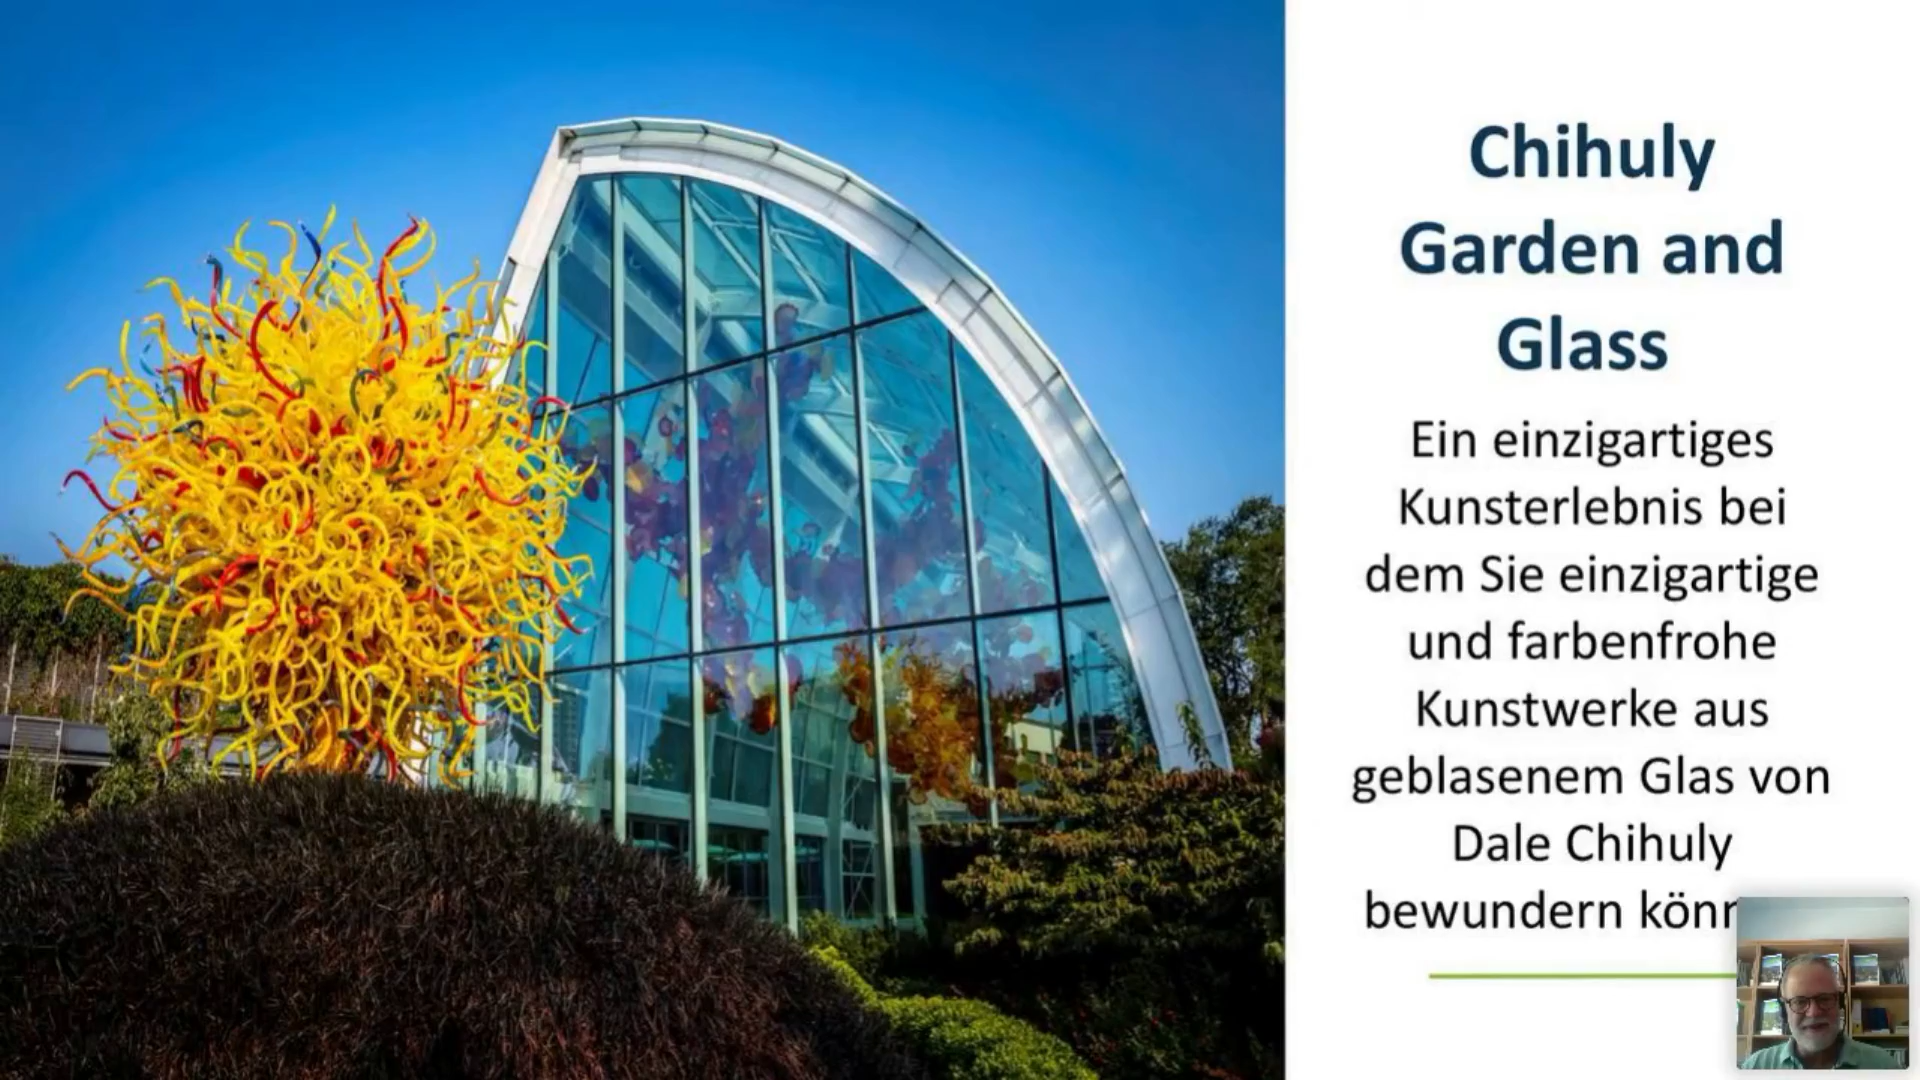 Chihuly
Garden and
Glass
Ein einzigartiges
Kunsterlebnis bei
dem Sie einzigartige
und farbenfrohe
Kunstwerke aus
geblasenem Glas von
Dale Chihuly
bewundern